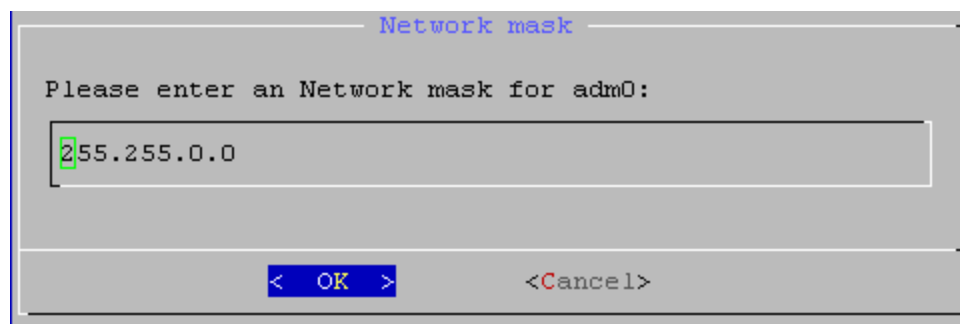 Network mask
Please enter an Network mask for adm0:
255.255.0.0
< OK > <Cancel>